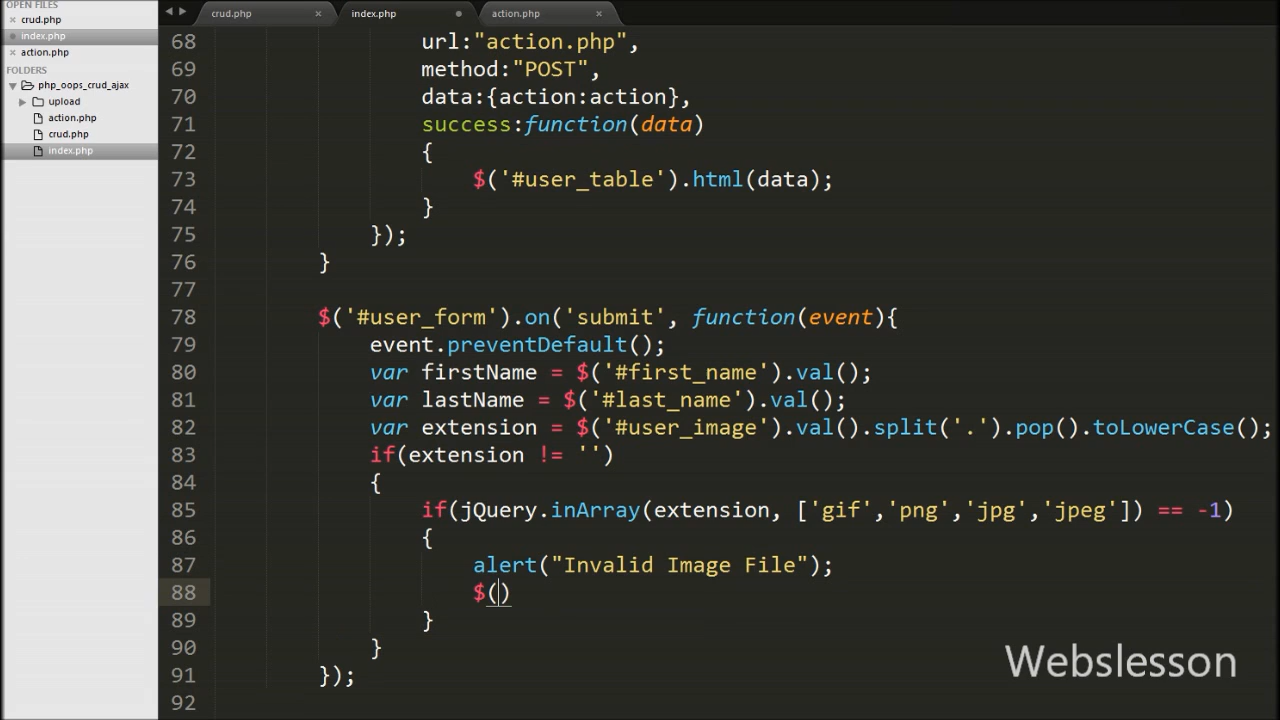 OPEN FILES
crud.php
index.php
action.php
FOLDERS
php_oops_crud_ajax
upload
action.php
crud.php
index.php
crud.php index.php action.php
68 url:"action.php",
69 method:"POST",
70 data:{action:action},
71 success:function(data)
72 {
73 $('#user_table').html(data);
74 }
75 });
76 }
77
78 $('#user_form').on('submit', function(event){
79 event.preventDefault();
80 var firstName = $('#first_name').val();
81 var lastName = $('#last_name').val();
82 var extension = $('#user_image').val().split('.').pop().toLowerCase();
83 if(extension != '')
84 {
85 if(jQuery.inArray(extension, ['gif','png','jpg','jpeg']) == -1)
86 {
87 alert("Invalid Image File");
88 $()
89 }
90 }
91 });
92
Webslesson